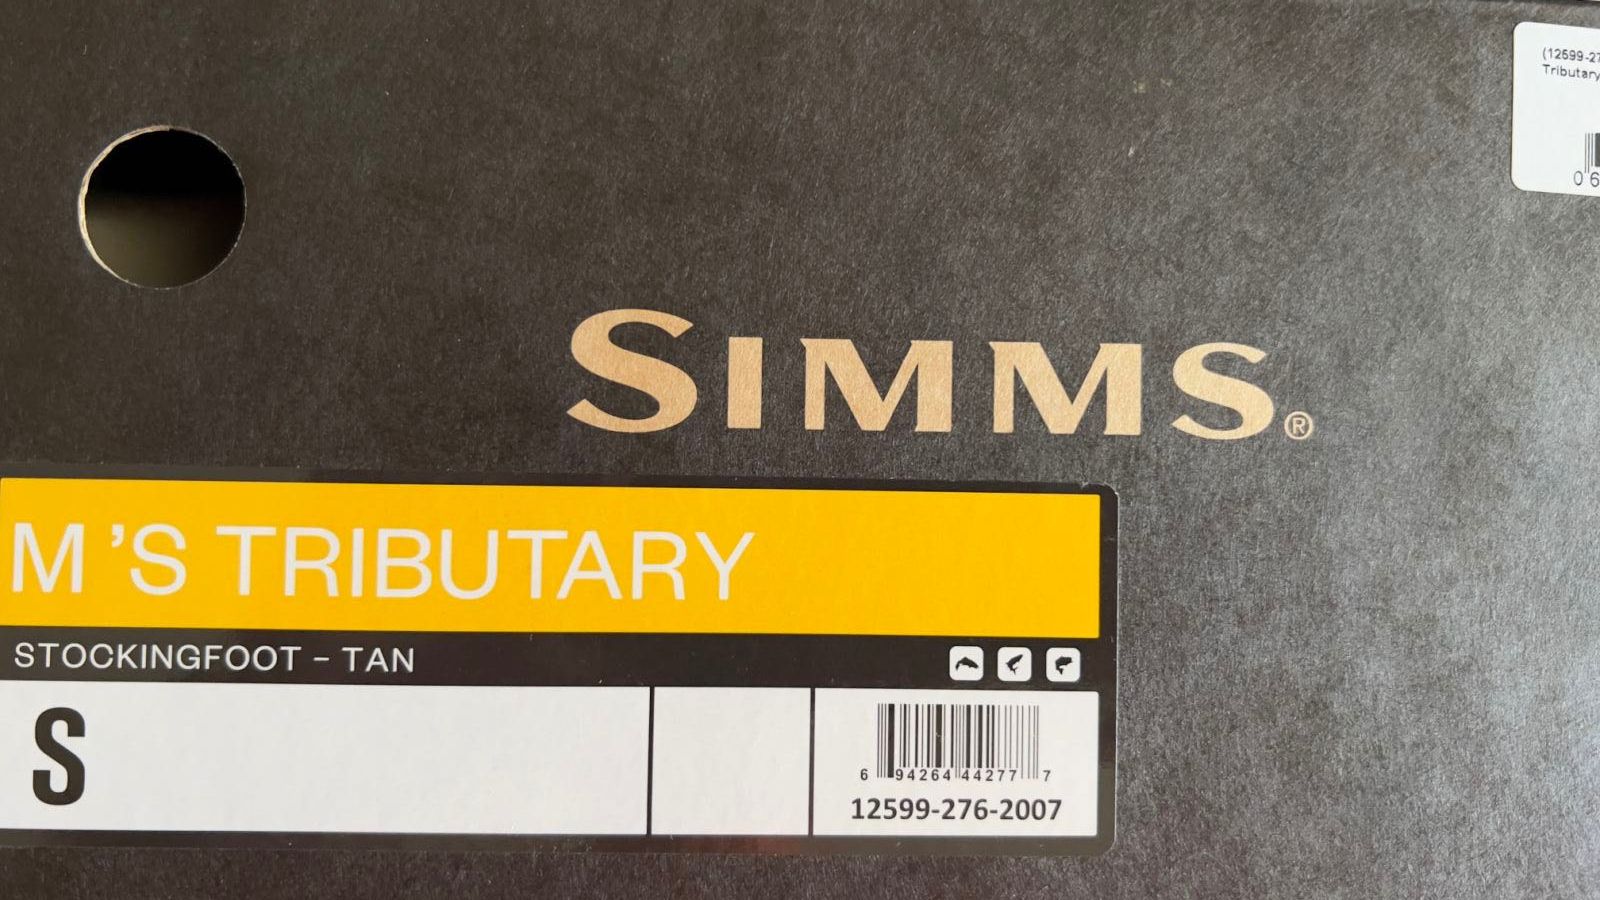 (12599-27
Tributary
0 6
SIMMS®
M'S TRIBUTARY
STOCKINGFOOT - TAN
S
6 94264 44277 7
12599-276-2007